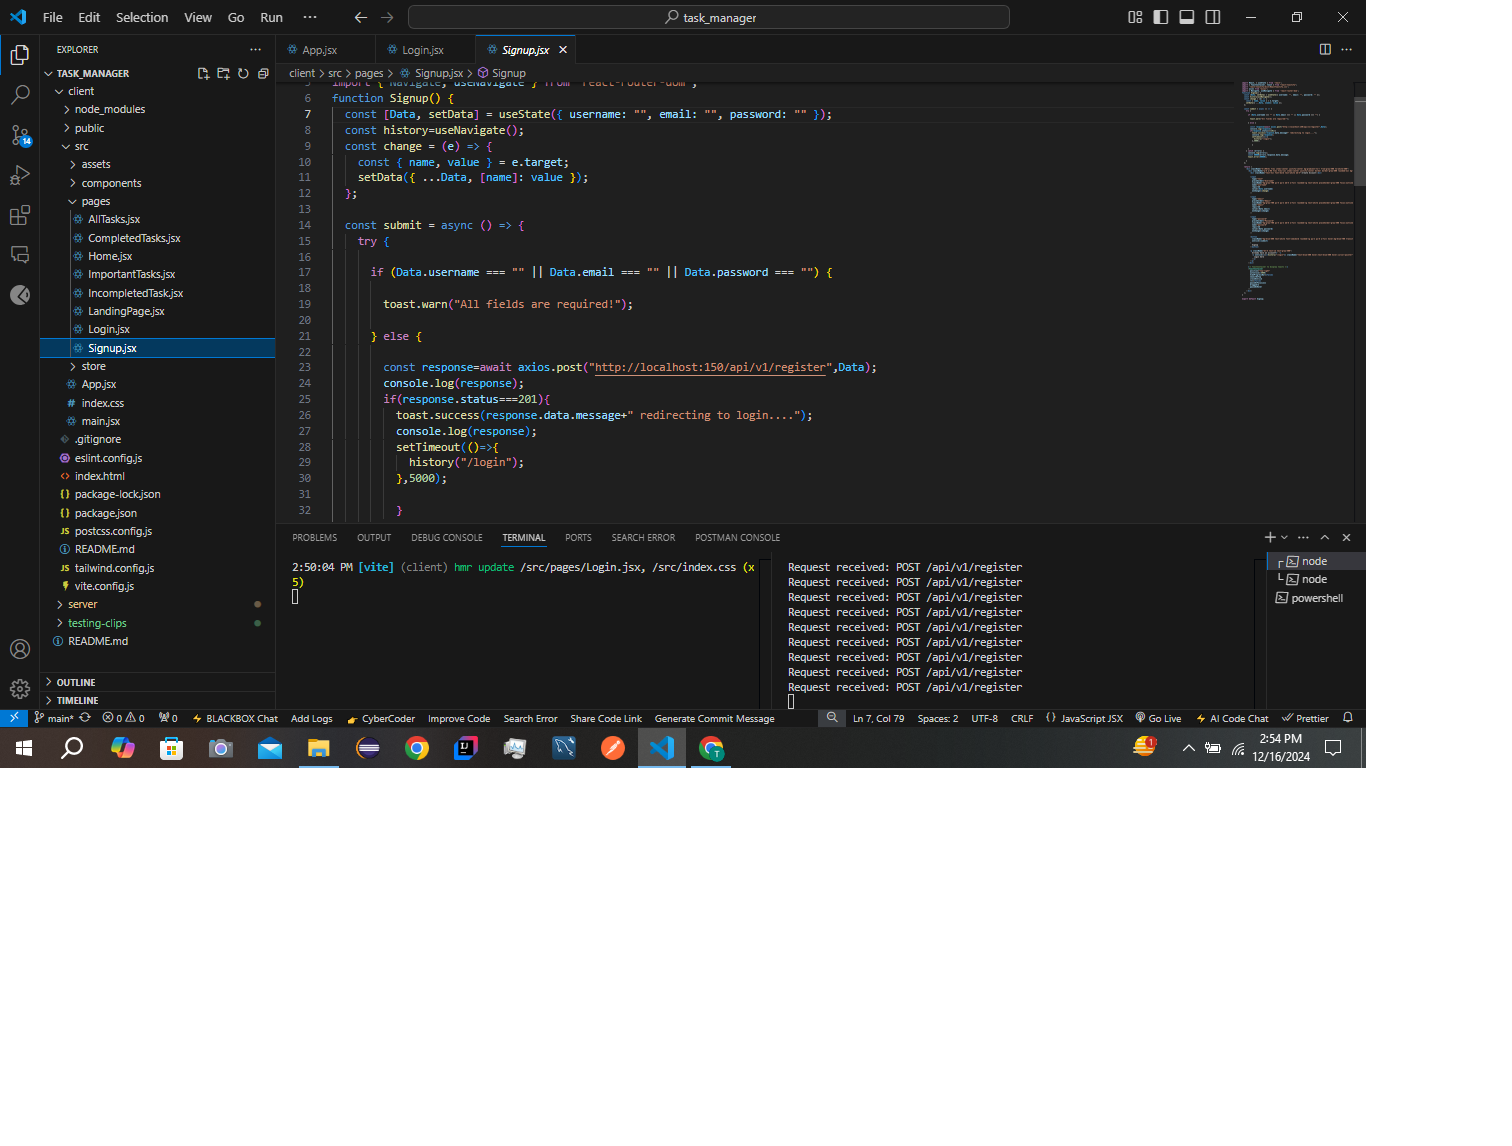 File Edit Selection View Go Run ··· task_manager
EXPLORER ···
TASK_MANAGER
client
node_modules
public
src
assets
components
pages
AllTasks.jsx
CompletedTasks.jsx
Home.jsx
ImportantTasks.jsx
IncompletedTask.jsx
LandingPage.jsx
Login.jsx
Signup.jsx
store
App.jsx
# index.css
main.jsx
.gitignore
eslint.config.js
<> index.html
{} package-lock.json
{} package.json
JS postcss.config.js
README.md
JS tailwind.config.js
vite.config.js
server
testing-clips
README.md
OUTLINE
TIMELINE
14
App.jsx Login.jsx Signup.jsx
client > src > pages > Signup.jsx > Signup
import { Navigate, useNavigate } from "react-router-dom";
6 function Signup() {
7 const [Data, setData] = useState({ username: "", email: "", password: "" });
8 const history=useNavigate();
9 const change = (e) => {
10 const { name, value } = e.target;
11 setData({ ...Data, [name]: value });
12 };
13
14 const submit = async () => {
15 try {
16
17 if (Data.username === "" || Data.email === "" || Data.password === "") {
18
19 toast.warn("All fields are required!");
20
21 } else {
22
23 const response=await axios.post("http://localhost:150/api/v1/register",Data);
24 console.log(response);
25 if(response.status===201){
26 toast.success(response.data.message+" redirecting to login....");
27 console.log(response);
28 setTimeout(()=>{
29 history("/login");
30 },5000);
31
32 }
PROBLEMS OUTPUT DEBUG CONSOLE TERMINAL PORTS SEARCH ERROR POSTMAN CONSOLE
2:50:04 PM [vite] (client) hmr update /src/pages/Login.jsx, /src/index.css (x
5)
Request received: POST /api/v1/register
Request received: POST /api/v1/register
Request received: POST /api/v1/register
Request received: POST /api/v1/register
Request received: POST /api/v1/register
Request received: POST /api/v1/register
Request received: POST /api/v1/register
Request received: POST /api/v1/register
Request received: POST /api/v1/register
node
node
powershell
main* 0 0 0 BLACKBOX Chat Add Logs CyberCoder Improve Code Search Error Share Code Link Generate Commit Message Ln 7, Col 79 Spaces: 2 UTF-8 CRLF {} JavaScript JSX Go Live AI Code Chat Prettier
1
2:54 PM
12/16/2024